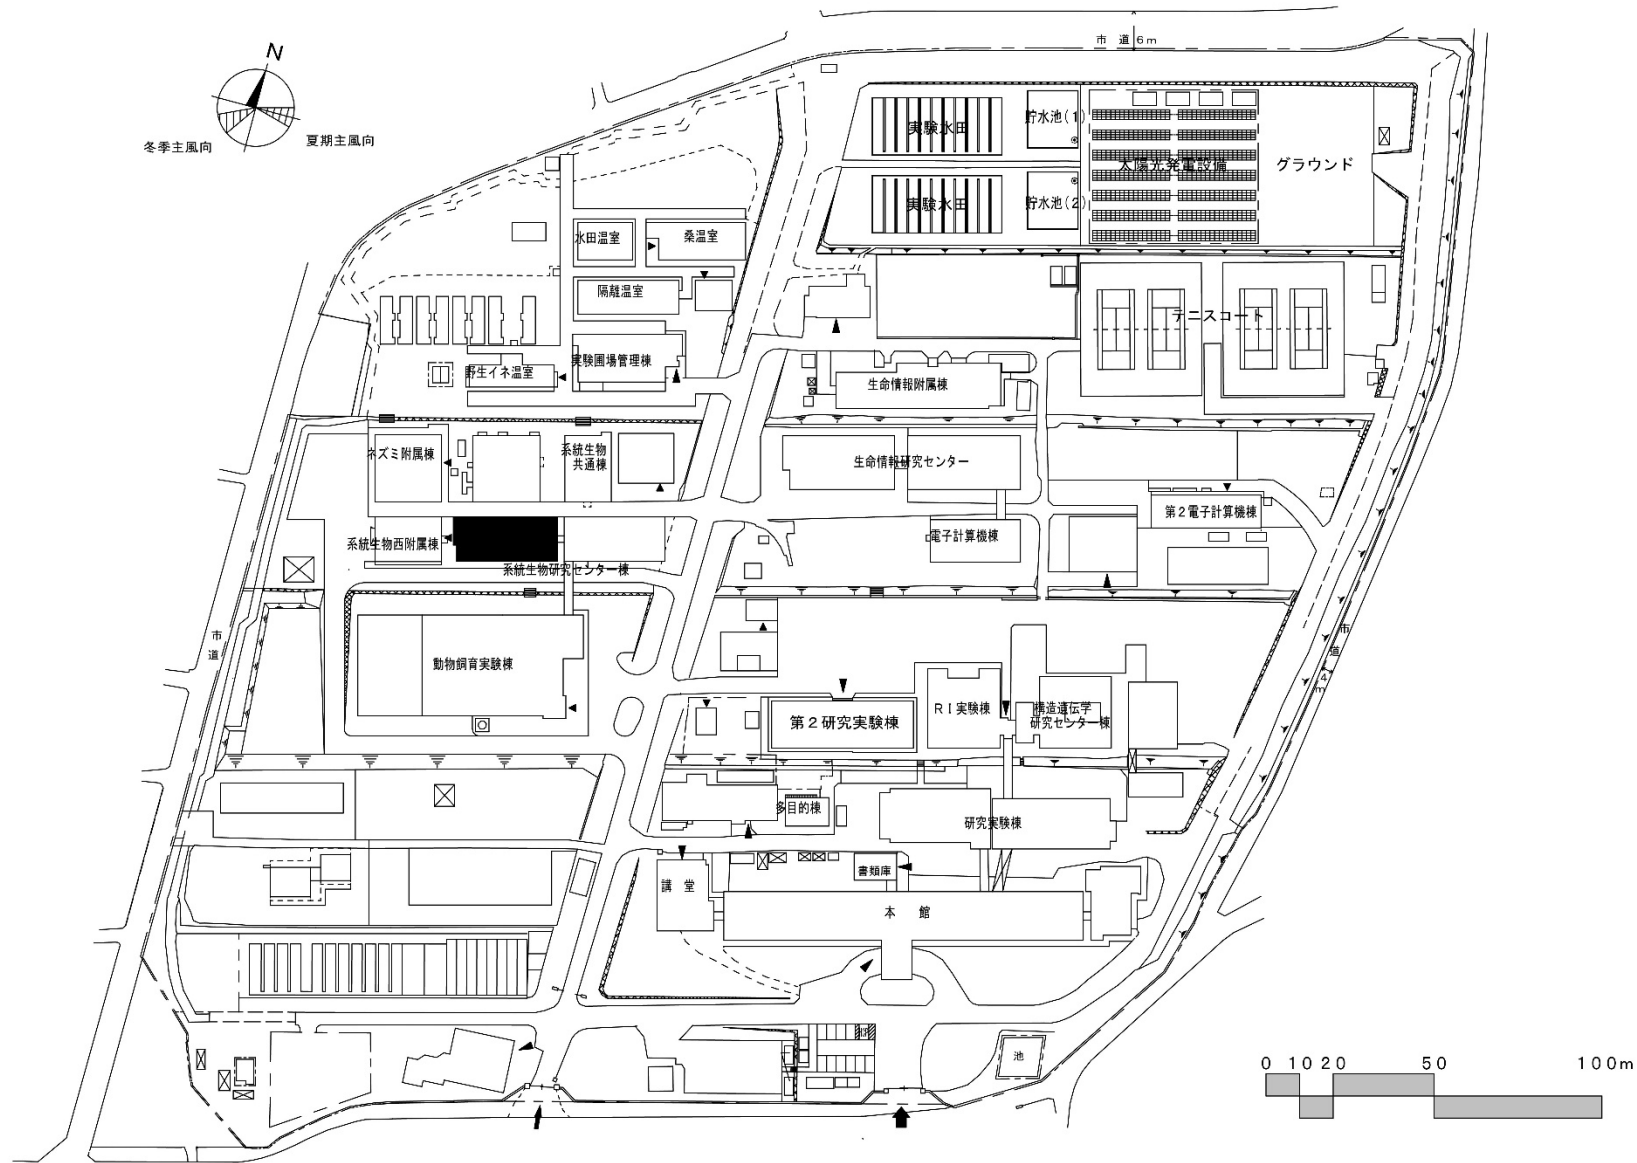 市 道 6m
N
冬季主風向
夏期主風向
実験水田
貯水池(1)
太陽光発電設備
グラウンド
実験水田
貯水池(2)
水田温室
桑温室
隔離温室
テニスコート
実験圃場管理棟
野生イネ温室
生命情報附属棟
ネズミ附属棟
系統生物
共通棟
生命情報研究センター
第2電子計算機棟
系統生物西附属棟
電子計算機棟
系統生物研究センター棟
市
道
市
道
4m
動物飼育実験棟
RI実験棟
構造遺伝学
研究センター棟
第2研究実験棟
多目的棟
研究実験棟
書類庫
講 堂
本 館
池
0 10 20 50 100m